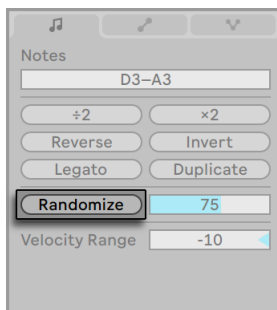 Notes
D3–A3
÷2 ×2
Reverse Invert
Legato Duplicate
Randomize 75
Velocity Range -10